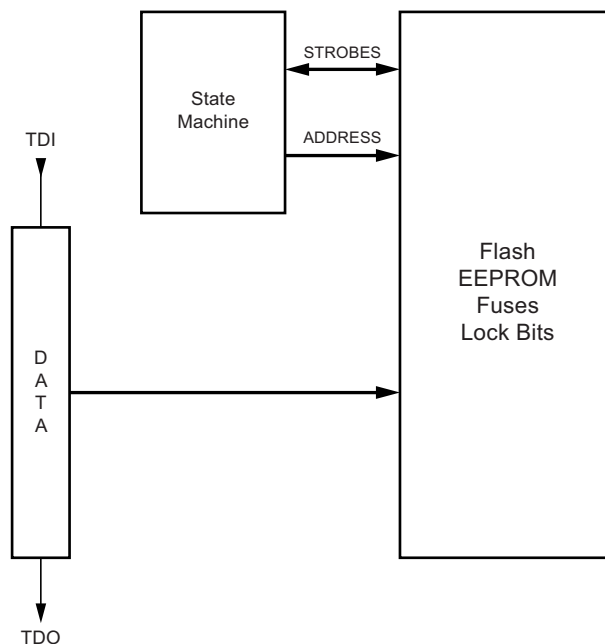 STROBES
State
Machine
ADDRESS
TDI
Flash
EEPROM
Fuses
Lock Bits
D
A
T
A
TDO